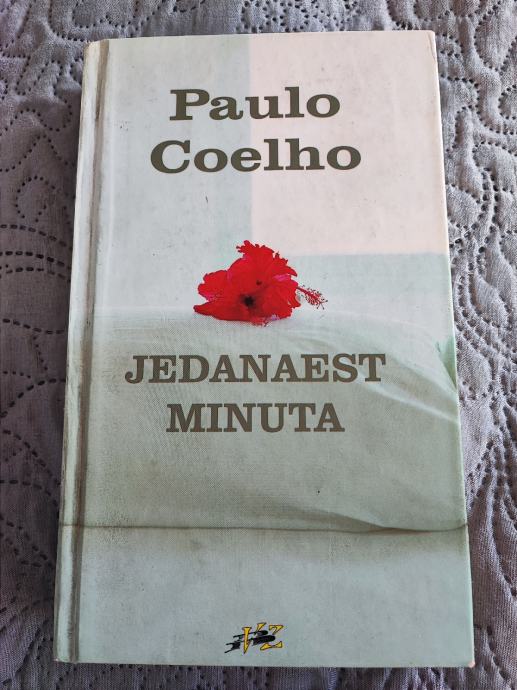 Paulo
Coelho
JEDANAEST
MINUTA
VZ